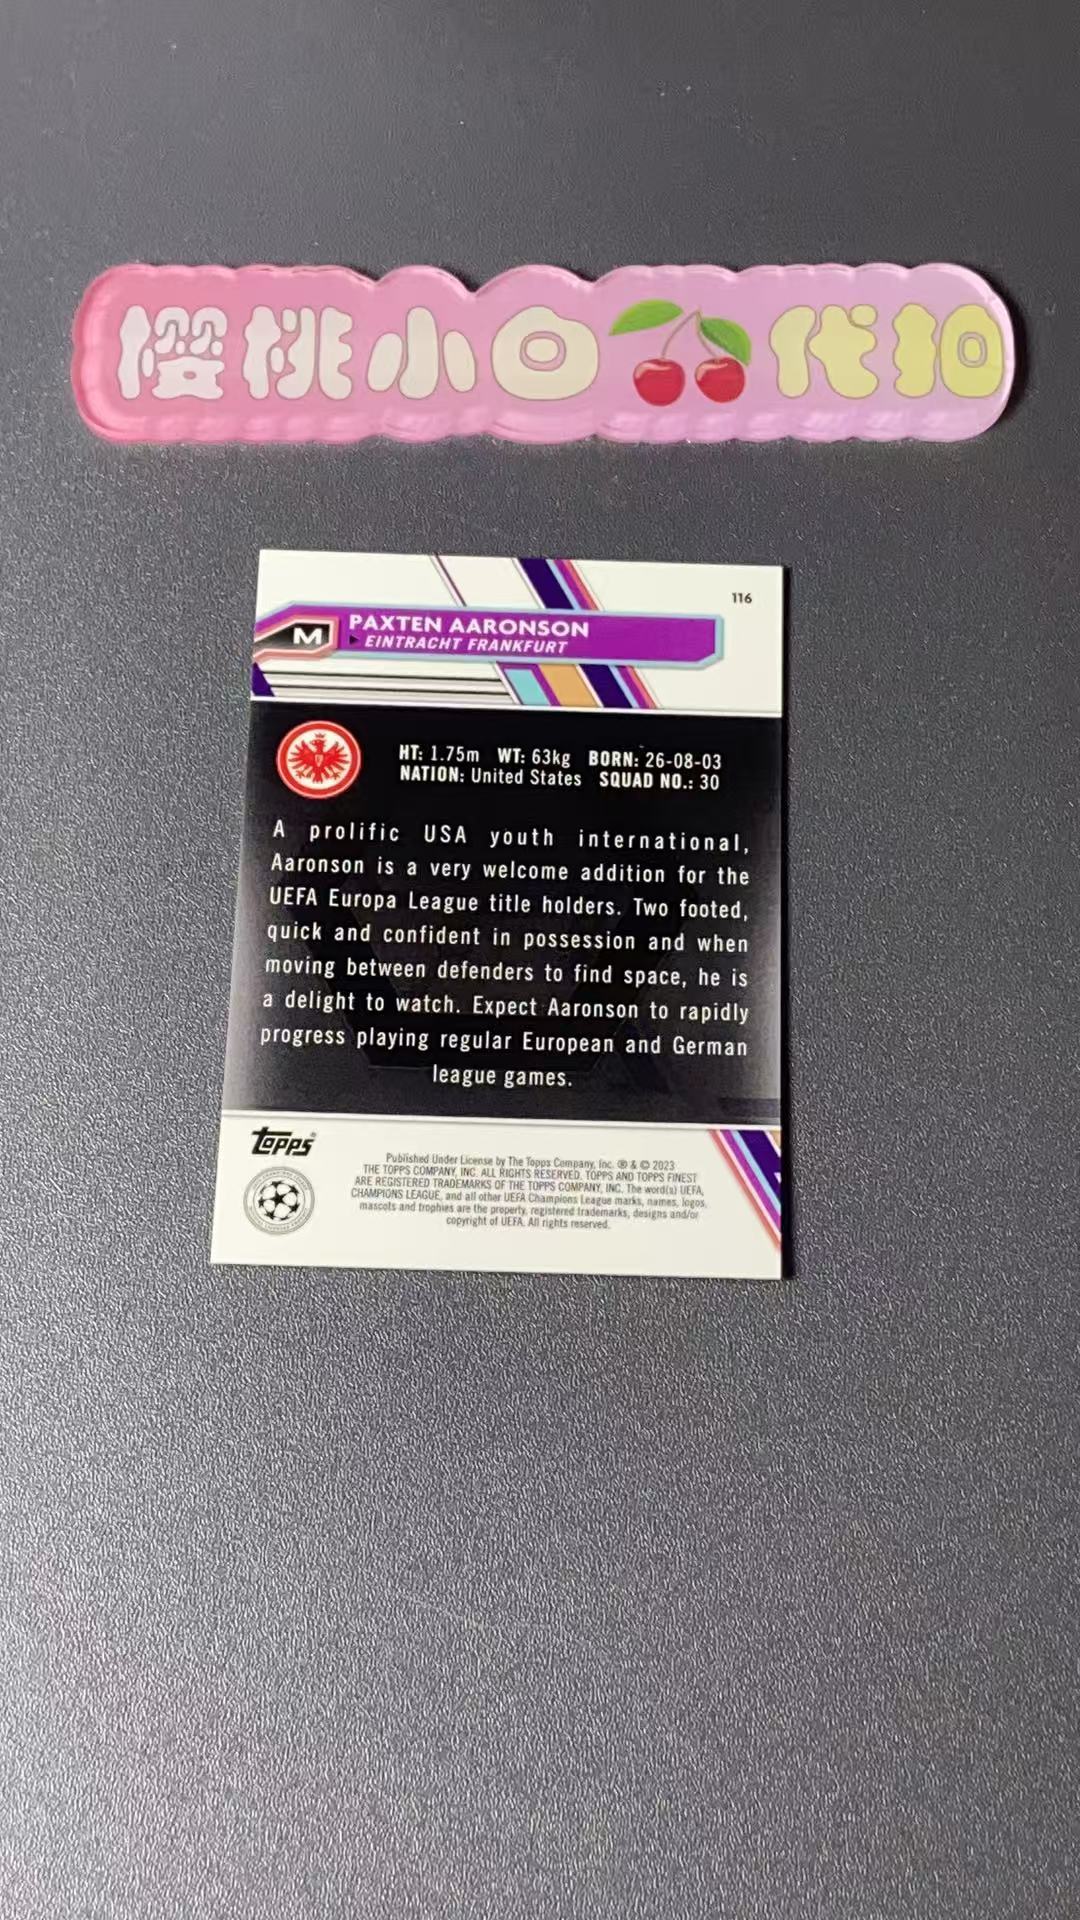 樱桃小日代拍
116
M
PAXTEN AARONSON
EINTRACHT FRANKFURT
HT: 1.75m WT: 63kg BORN: 26-08-03
NATION: United States SQUAD NO.: 30
A prolific USA youth international,
Aaronson is a very welcome addition for the
UEFA Europa League title holders. Two footed,
quick and confident in possession and when
moving between defenders to find space, he is
a delight to watch. Expect Aaronson to rapidly
progress playing regular European and German
league games.
topps
Published Under License by The Topps Company, Inc. ® & © 2023
THE TOPPS COMPANY, INC. ALL RIGHTS RESERVED. TOPPS AND TOPPS FINEST
ARE REGISTERED TRADEMARKS OF THE TOPPS COMPANY, INC. The word(s) UEFA,
CHAMPIONS LEAGUE, and all other UEFA Champions League marks, names, logos,
mascots and trophies are the property, registered trademarks, designs and/or
copyright of UEFA. All rights reserved.